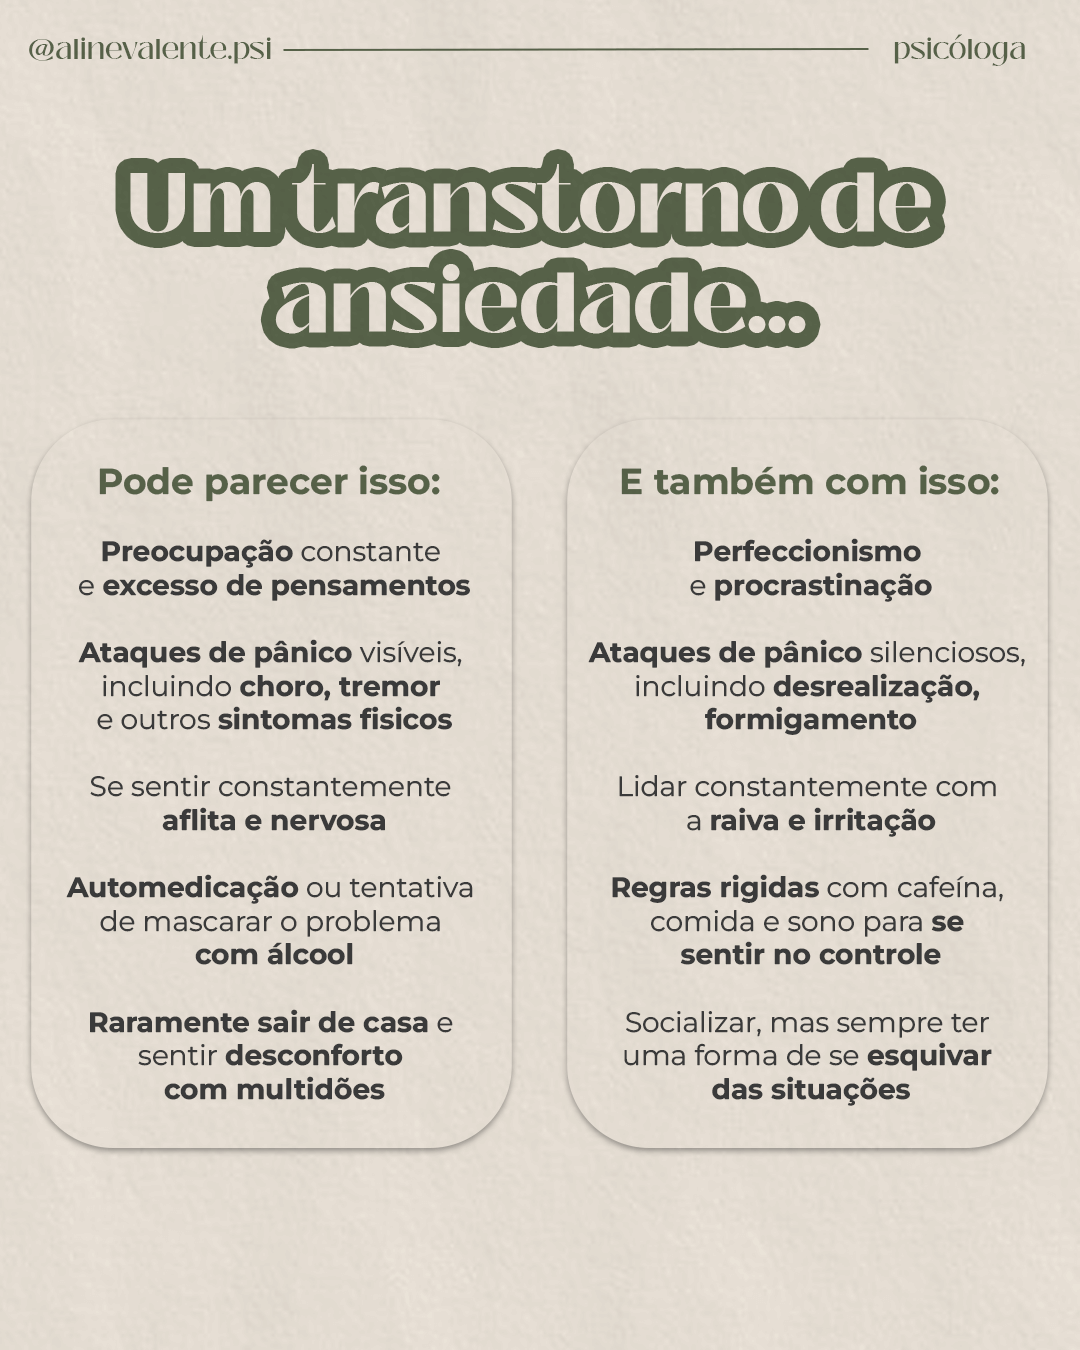 @alinevalente.psi
psicóloga
Um transtorno de
ansiedade...
Pode parecer isso:
Preocupação constante
e excesso de pensamentos
Ataques de pânico visíveis,
incluindo choro, tremor
e outros sintomas fisicos
Se sentir constantemente
aflita e nervosa
Automedicação ou tentativa
de mascarar o problema
com álcool
Raramente sair de casa e
sentir desconforto
com multidões
E também com isso:
Perfeccionismo
e procrastinação
Ataques de pânico silenciosos,
incluindo desrealização,
formigamento
Lidar constantemente com
a raiva e irritação
Regras rigidas com cafeína,
comida e sono para se
sentir no controle
Socializar, mas sempre ter
uma forma de se esquivar
das situações